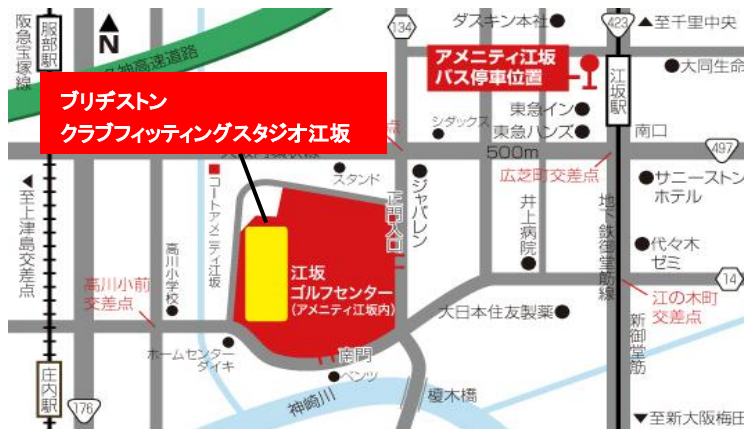 阪急宝塚線
服部駅
N
神高速道路
134
ダスキン本社
423
▲至千里中央
アメニティ江坂
バス停車位置
江坂駅
大同生命
ブリヂストン
クラブフィッティングスタジオ江坂
点
シダックス
東急イン
東急ハンズ
南口
500m
497
広芝町交差点
スタンド
サニーストン
ホテル
▲至上津島交差点
コートアメニティ江坂
正門入口
ジャパレン
井上病院
地下鉄御堂筋線
代々木
ゼミ
高川小学校
高川小前
交差点
江坂
ゴルフセンター
(アメニティ江坂内)
14
江の木町
交差点
大日本住友製薬
新御堂筋
ホームセンター
ダイキ
南門
ベンツ
庄内駅
176
神崎川
榎木橋
▼至新大阪梅田